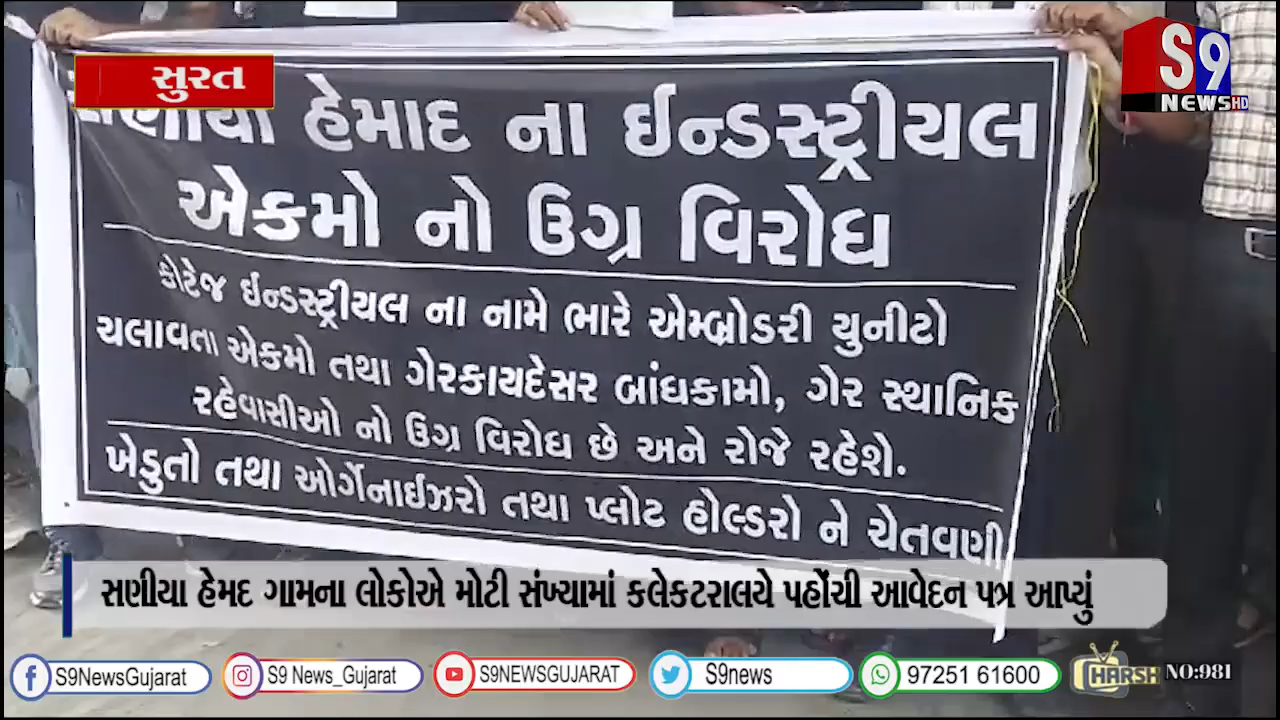 સુરત
S9
NEWS HD
હેમાદ ના ઈન્ડસ્ટ્રીયલ
એકમો નો ઉગ્ર વિરોધ
કોટેજ ઈન્ડસ્ટ્રીયલ ના નામે ભારે એમ્બ્રોડરી યુનીટો
ચલાવતા એકમો તથા ગેરકાયદેસર બાંધકામો, ગેર સ્થાનિક
રહેવાસીઓ નો ઉગ્ર વિરોધ છે અને રોજે રહેશે.
ખેડુતો તથા ઓર્ગેનાઈઝરો તથા પ્લોટ હોલ્ડરો ને ચેતવણી
સણીયા હેમદ ગામના લોકોએ મોટી સંખ્યામાં કલેકટરાલયે પહોંચી આવેદન પત્ર આપ્યું
S9NewsGujarat S9 News_Gujarat S9NEWSGUJARAT S9news 97251 61600 CHARSH NO:981